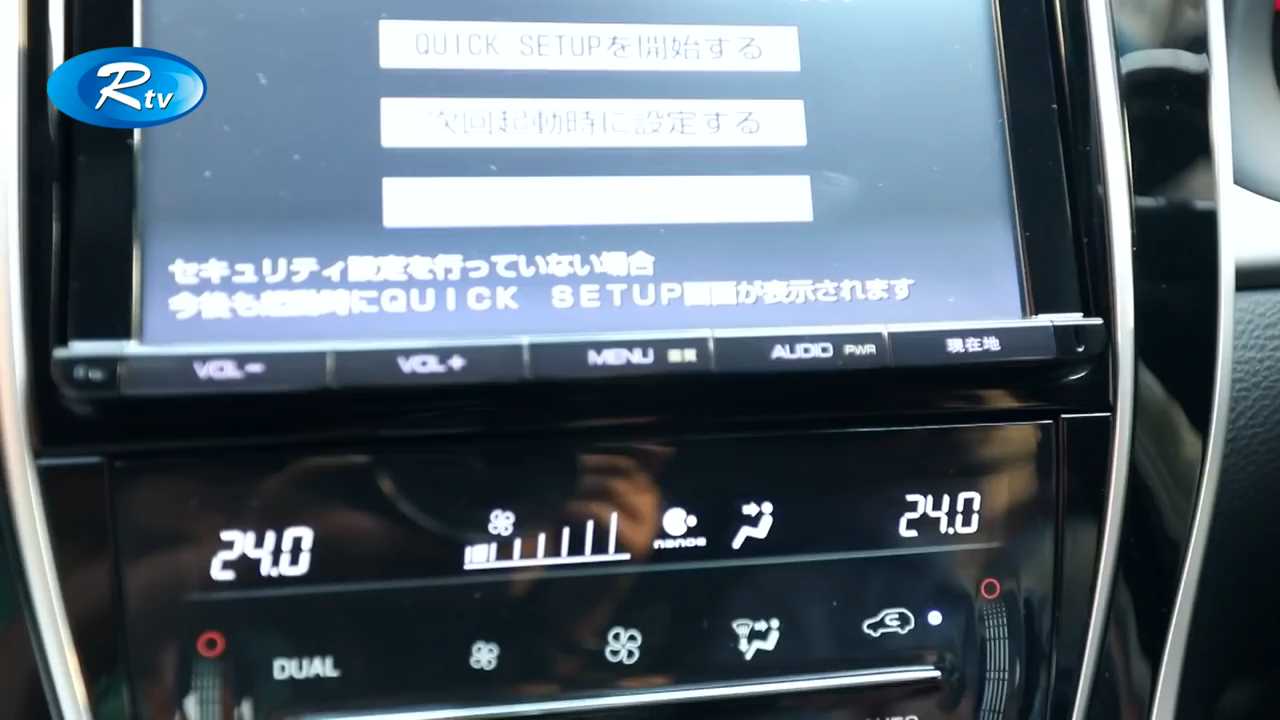 QUICK SETUPを開始する
Rtv
次回起動時に設定する
セキュリティ設定を行っていない場合
今後も起動時にQUICK SETUP画面が表示されます
VOL− VOL+ MENU 画質 AUDIO PWR 現在地
24.0 nanoe 24.0
DUAL
AUTO